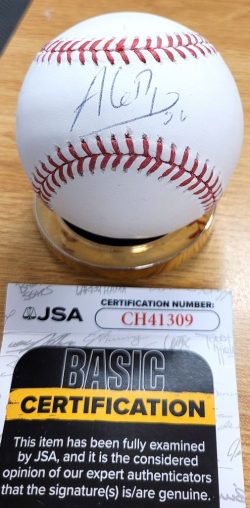 JSA
CERTIFICATION NUMBER:
CH41309
BASIC
CERTIFICATION
This item has been fully examined
by JSA, and it is the considered
opinion of our expert authenticators
that the signature(s) is/are genuine.